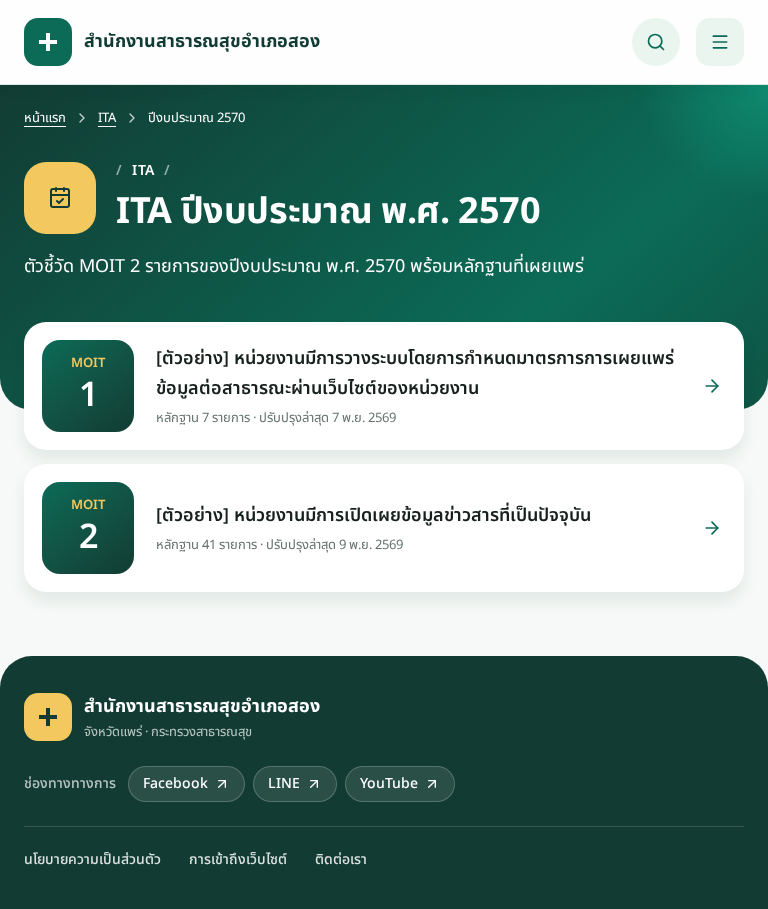 สำนักงานสาธารณสุขอำเภอสอง
หน้าแรก > ITA > ปีงบประมาณ 2570
/ ITA /
ITA ปีงบประมาณ พ.ศ. 2570
ตัวชี้วัด MOIT 2 รายการของปีงบประมาณ พ.ศ. 2570 พร้อมหลักฐานที่เผยแพร่
MOIT
1
[ตัวอย่าง] หน่วยงานมีการวางระบบโดยการกำหนดมาตรการการเผยแพร่
ข้อมูลต่อสาธารณะผ่านเว็บไซต์ของหน่วยงาน
หลักฐาน 7 รายการ · ปรับปรุงล่าสุด 7 พ.ย. 2569
MOIT
2
[ตัวอย่าง] หน่วยงานมีการเปิดเผยข้อมูลข่าวสารที่เป็นปัจจุบัน
หลักฐาน 41 รายการ · ปรับปรุงล่าสุด 9 พ.ย. 2569
สำนักงานสาธารณสุขอำเภอสอง
จังหวัดแพร่ · กระทรวงสาธารณสุข
ช่องทางทางการ Facebook LINE YouTube
นโยบายความเป็นส่วนตัว การเข้าถึงเว็บไซต์ ติดต่อเรา